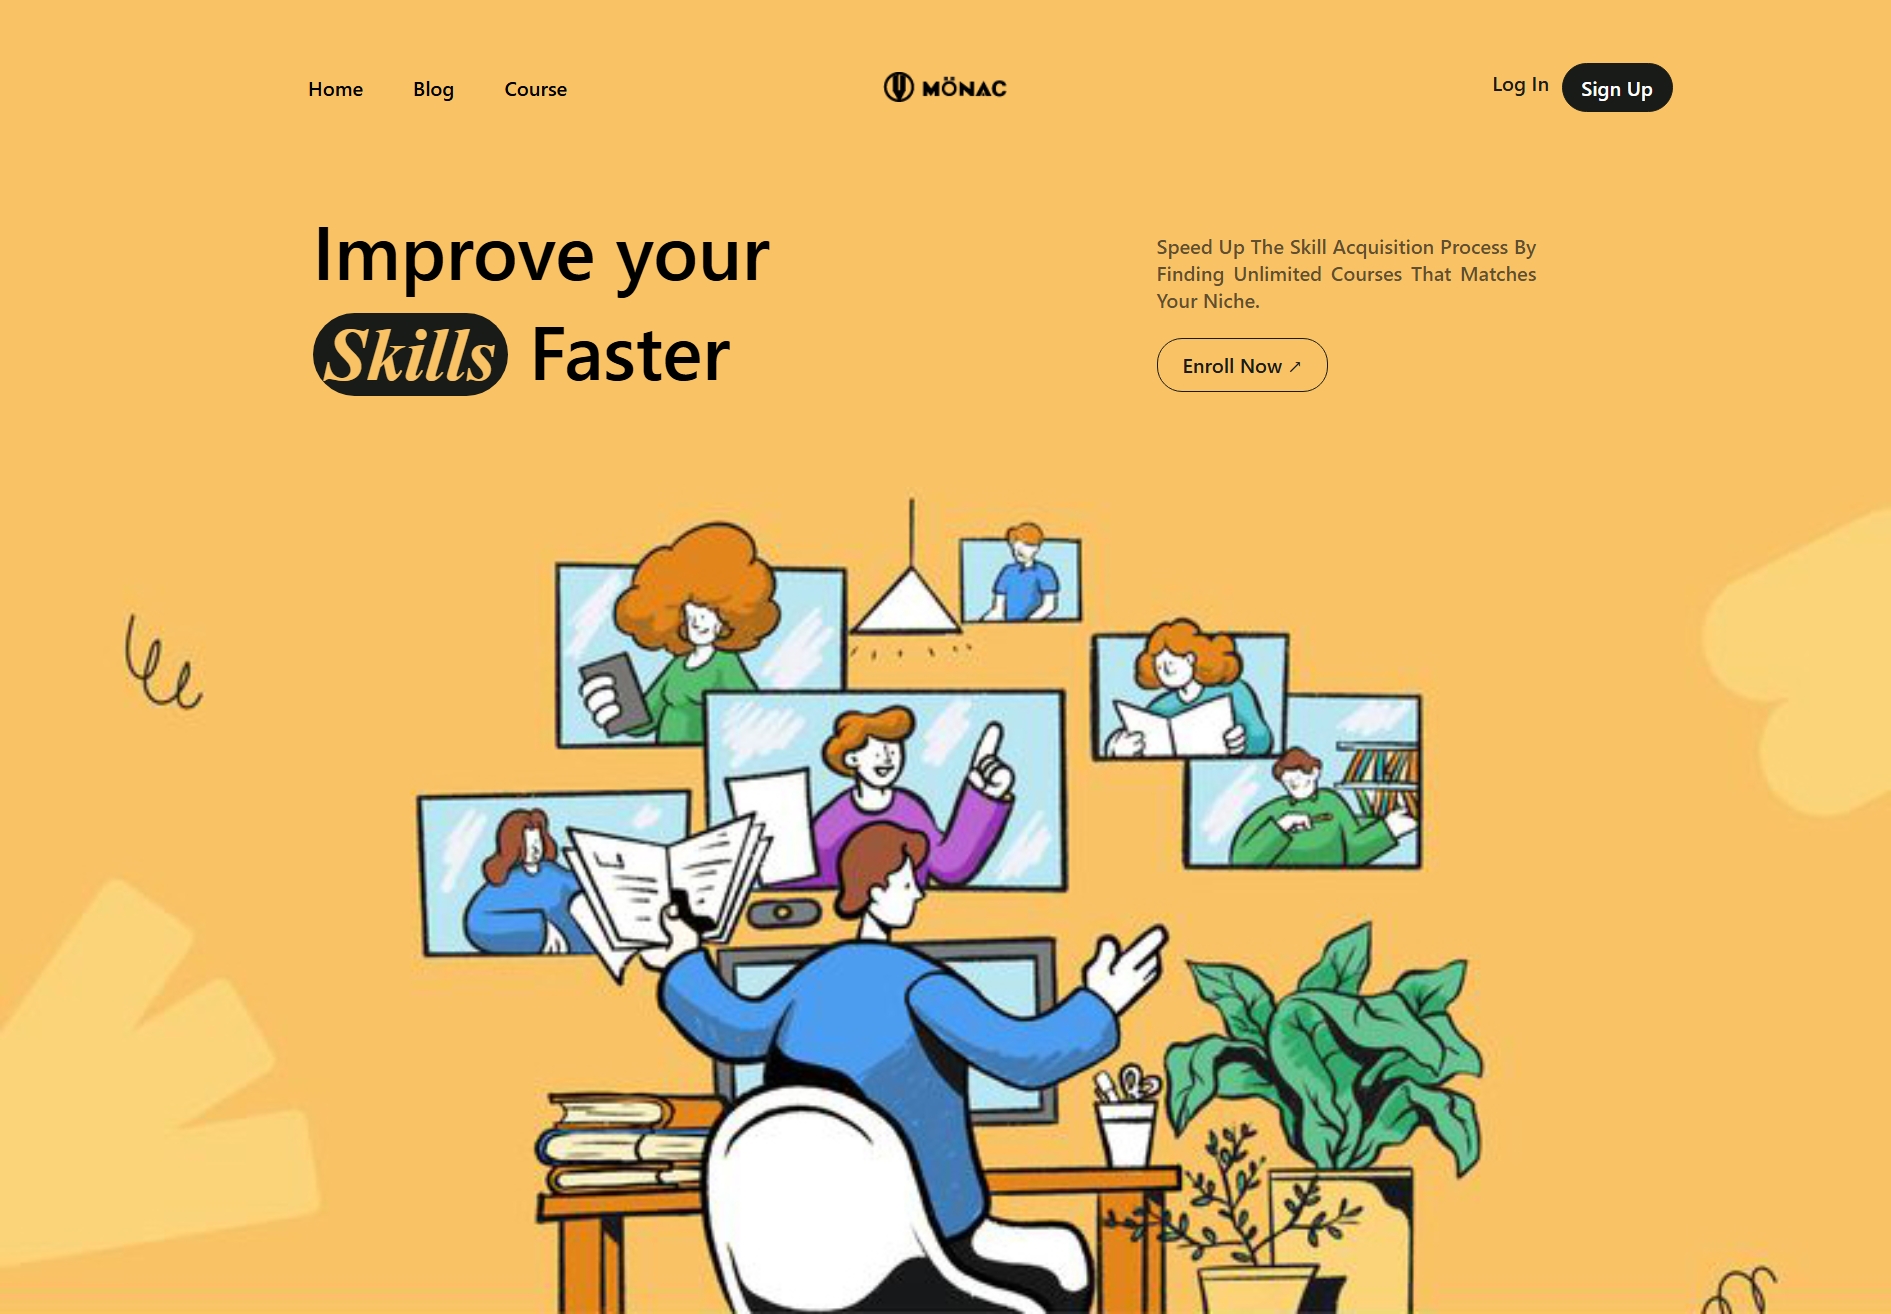 Home Blog Course MÖNAC Log In Sign Up
Improve your
Skills Faster
Speed Up The Skill Acquisition Process By
Finding Unlimited Courses That Matches
Your Niche.
Enroll Now ↗